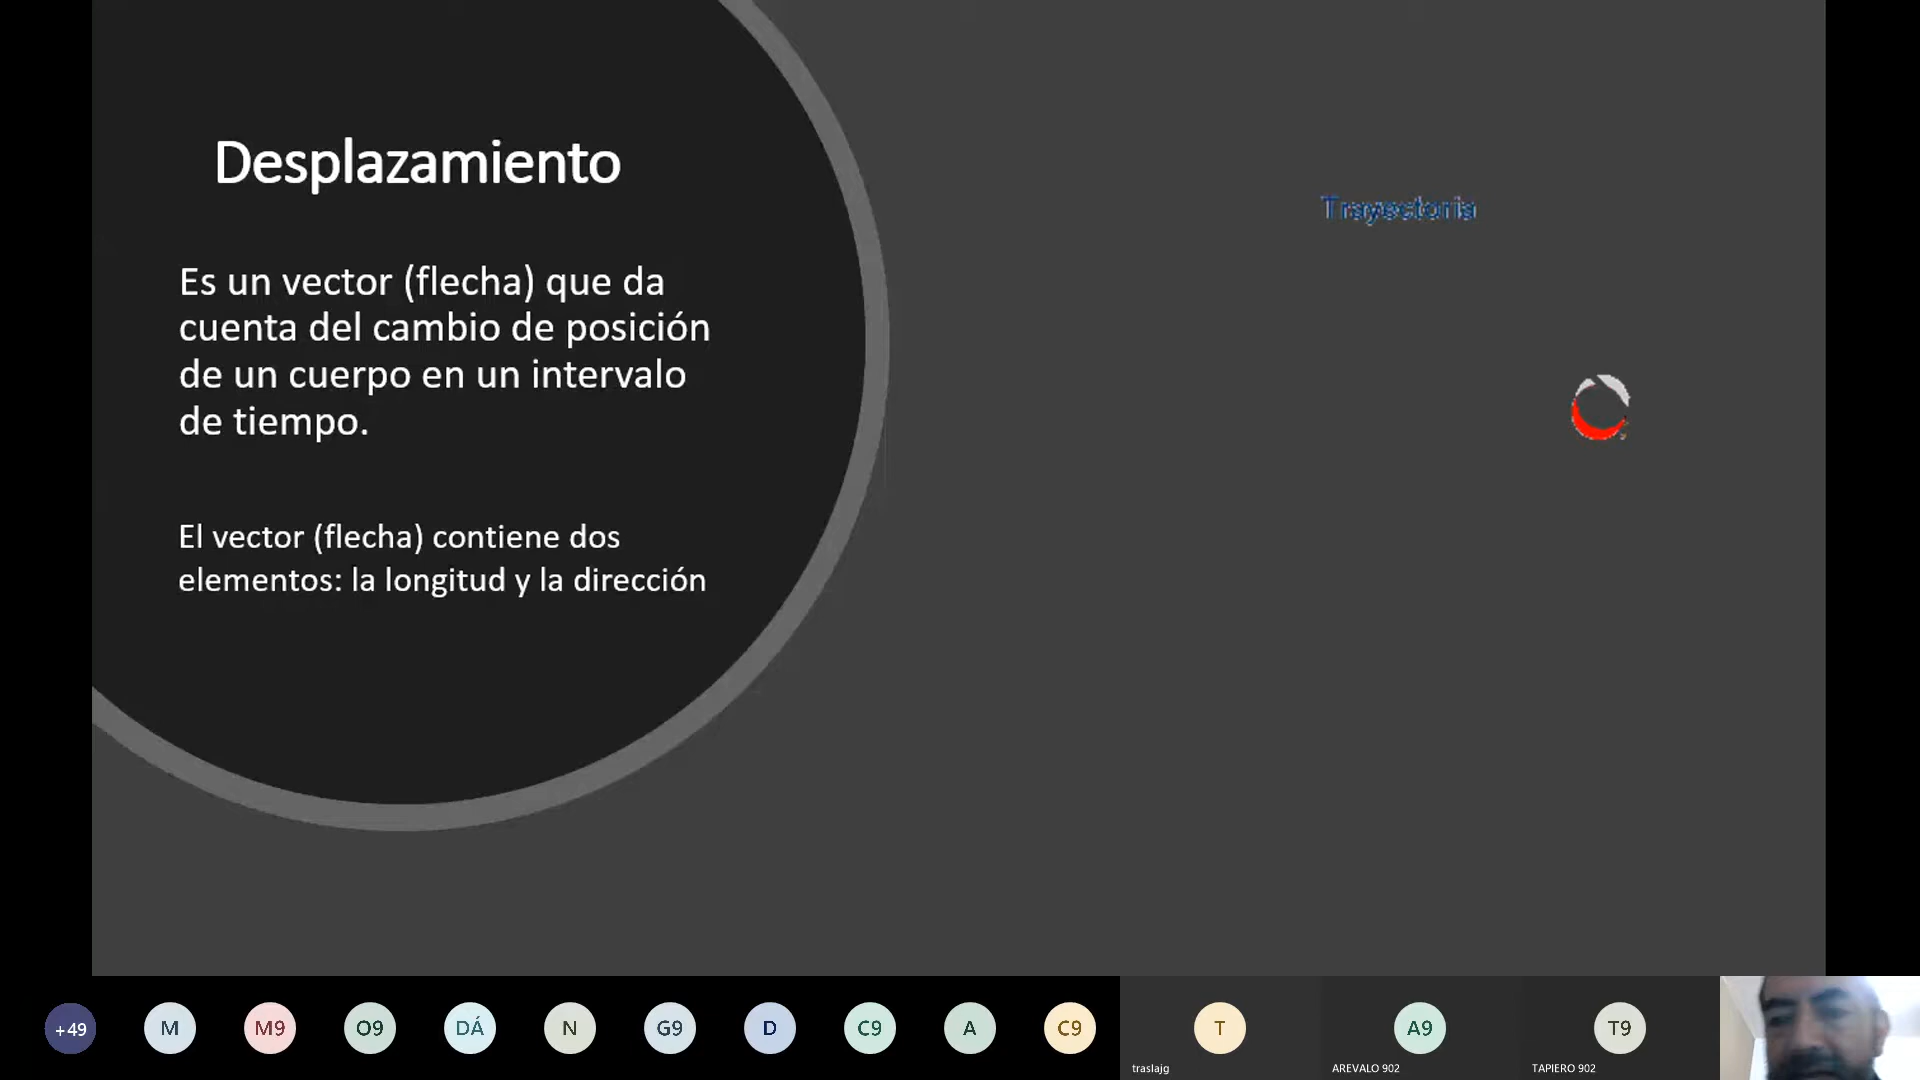 Desplazamiento
Es un vector (flecha) que da
cuenta del cambio de posición
de un cuerpo en un intervalo
de tiempo.
El vector (flecha) contiene dos
elementos: la longitud y la dirección
Trayectoria
+49
M
M9
O9
DÁ
N
G9
D
C9
A
C9
T
A9
T9
traslajg
AREVALO 902
TAPIERO 902